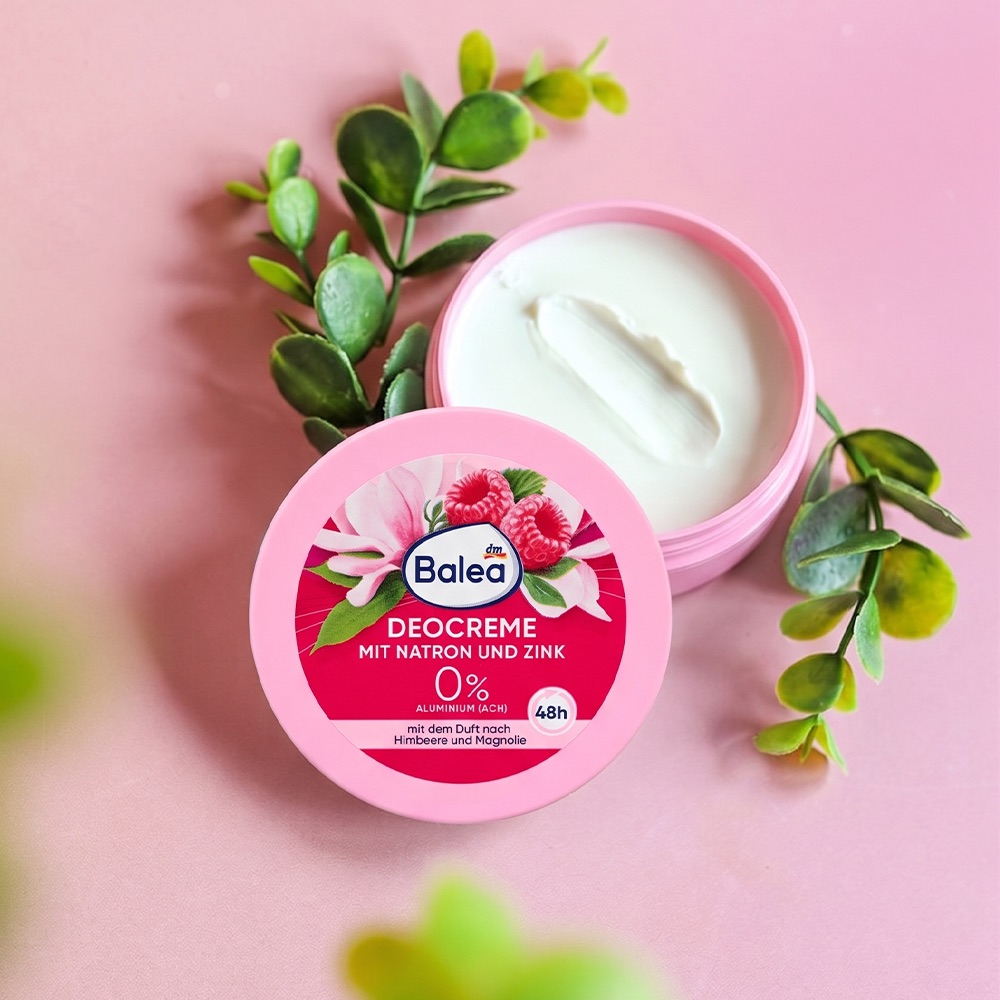 dm
Balea
DEOCREME
MIT NATRON UND ZINK
0%
ALUMINIUM (ACH)
48h
mit dem Duft nach
Himbeere und Magnolie